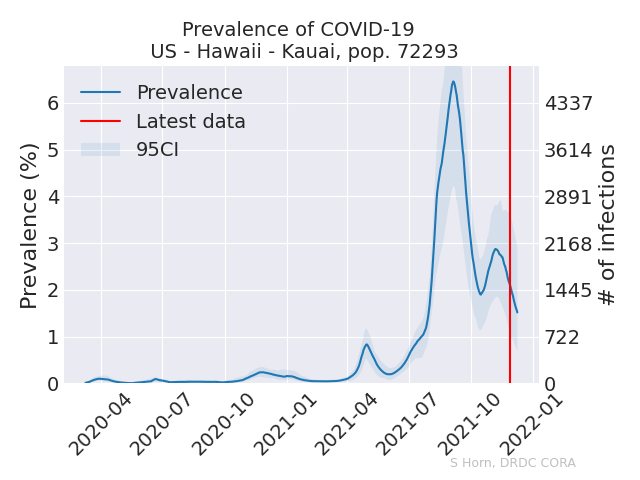 Prevalence of COVID-19
US - Hawaii - Kauai, pop. 72293
Prevalence
Latest data
95CI
Prevalence (%)
6
5
4
3
2
1
0
4337
3614
2891
2168
1445
722
0
# of infections
2020-04
2020-07
2020-10
2021-01
2021-04
2021-07
2021-10
2022-01
S Horn, DRDC CORA